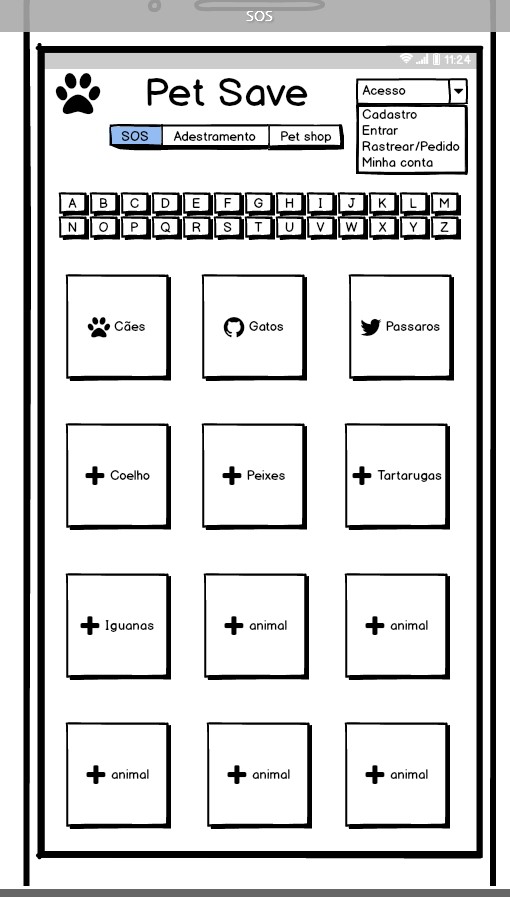 SOS
11:24
Pet Save
Acesso
Cadastro
Entrar
Rastrear/Pedido
Minha conta
SOS Adestramento Pet shop
A B C D E F G H I J K L M
N O P Q R S T U V W X Y Z
Cães Gatos Passaros
Coelho Peixes Tartarugas
Iguanas animal animal
animal animal animal